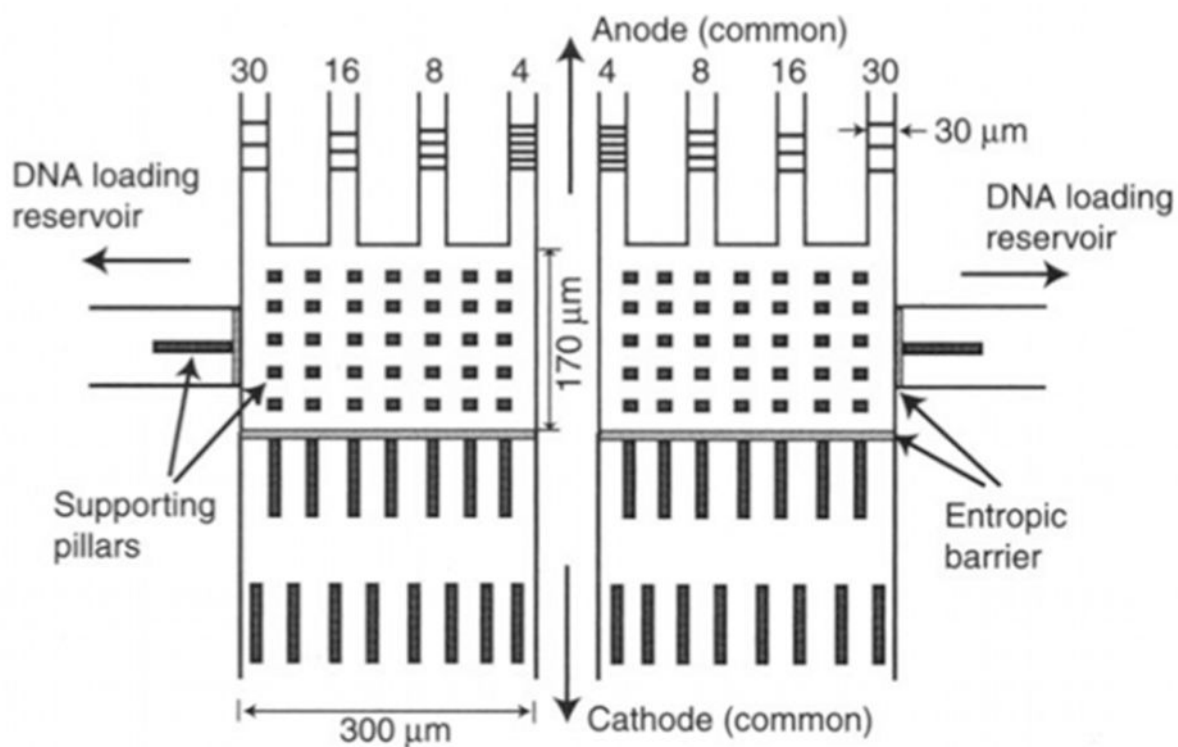 Anode (common)
30 16 8 4 4 8 16 30
30 μm
DNA loading
reservoir
DNA loading
reservoir
170 μm
Supporting
pillars
Entropic
barrier
300 μm
Cathode (common)